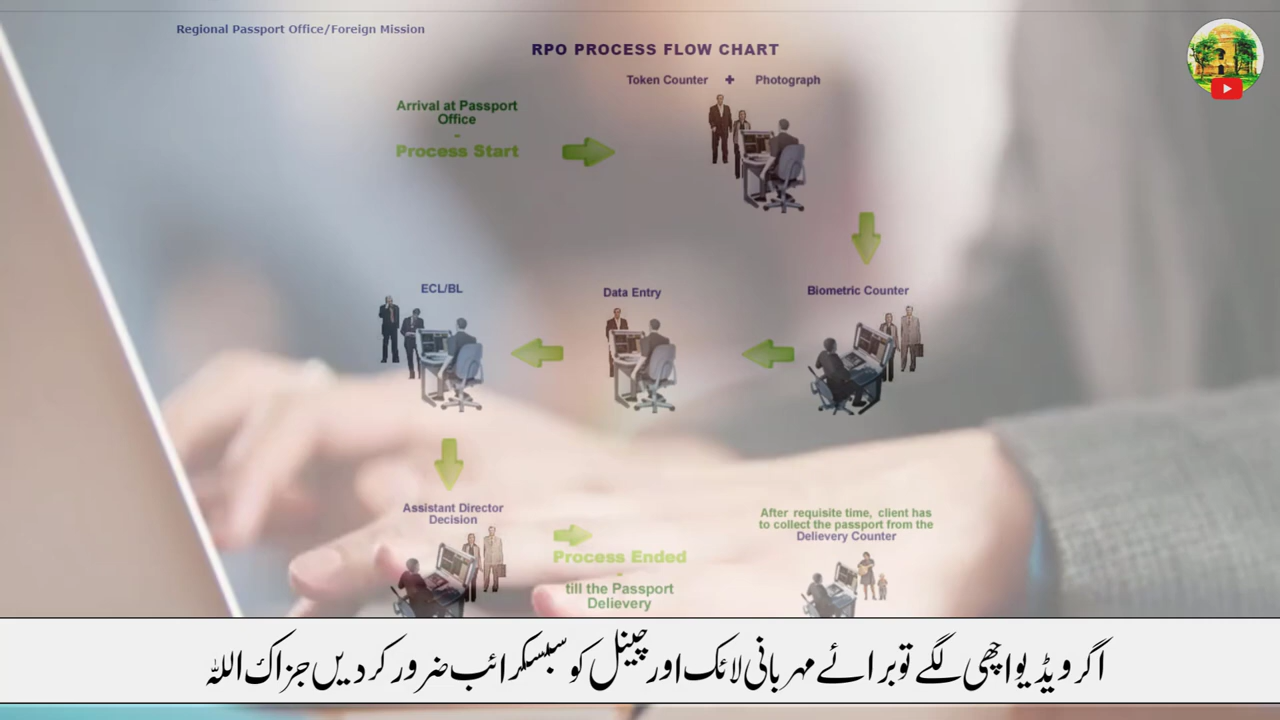 Regional Passport Office/Foreign Mission
RPO PROCESS FLOW CHART
Token Counter + Photograph
Arrival at Passport
Office
-
Process Start
Biometric Counter
Data Entry
ECL/BL
Assistant Director
Decision
Process Ended
-
till the Passport
Delievery
After requisite time, client has
to collect the passport from the
Delievery Counter
اگر ویڈیو اچھی لگے تو برائے مہربانی لائک اور چینل کو سبسکرائب ضرور کر دیں جزاک اللہ